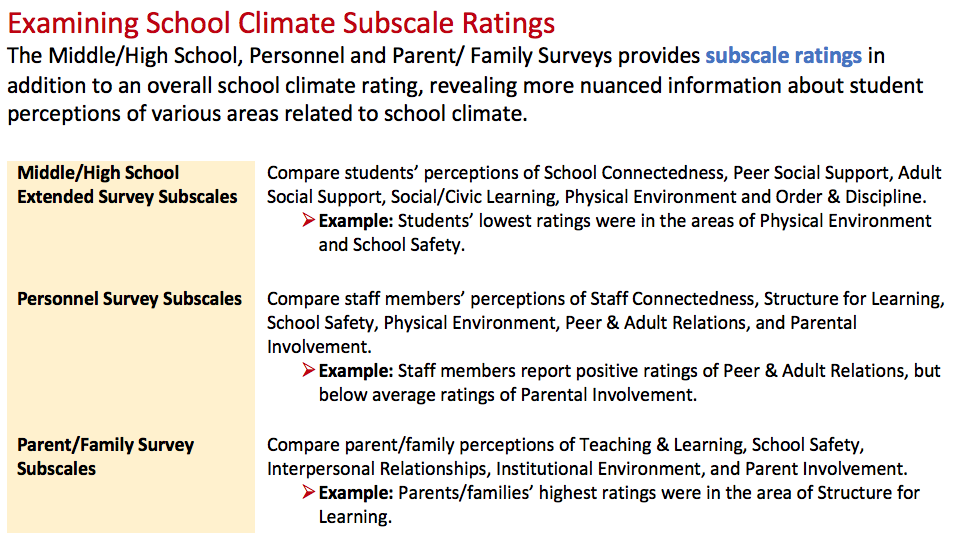 Examining School Climate Subscale Ratings
The Middle/High School, Personnel and Parent/ Family Surveys provides subscale ratings in
addition to an overall school climate rating, revealing more nuanced information about student
perceptions of various areas related to school climate.
Middle/High School
Extended Survey Subscales
Compare students’ perceptions of School Connectedness, Peer Social Support, Adult
Social Support, Social/Civic Learning, Physical Environment and Order & Discipline.
➢Example: Students’ lowest ratings were in the areas of Physical Environment
and School Safety.
Personnel Survey Subscales
Compare staff members’ perceptions of Staff Connectedness, Structure for Learning,
School Safety, Physical Environment, Peer & Adult Relations, and Parental
Involvement.
➢Example: Staff members report positive ratings of Peer & Adult Relations, but
below average ratings of Parental Involvement.
Parent/Family Survey
Subscales
Compare parent/family perceptions of Teaching & Learning, School Safety,
Interpersonal Relationships, Institutional Environment, and Parent Involvement.
➢Example: Parents/families’ highest ratings were in the area of Structure for
Learning.